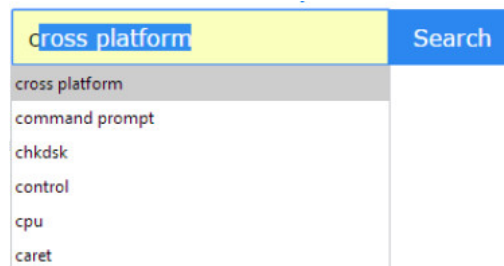 cross platform Search
cross platform
command prompt
chkdsk
control
cpu
caret